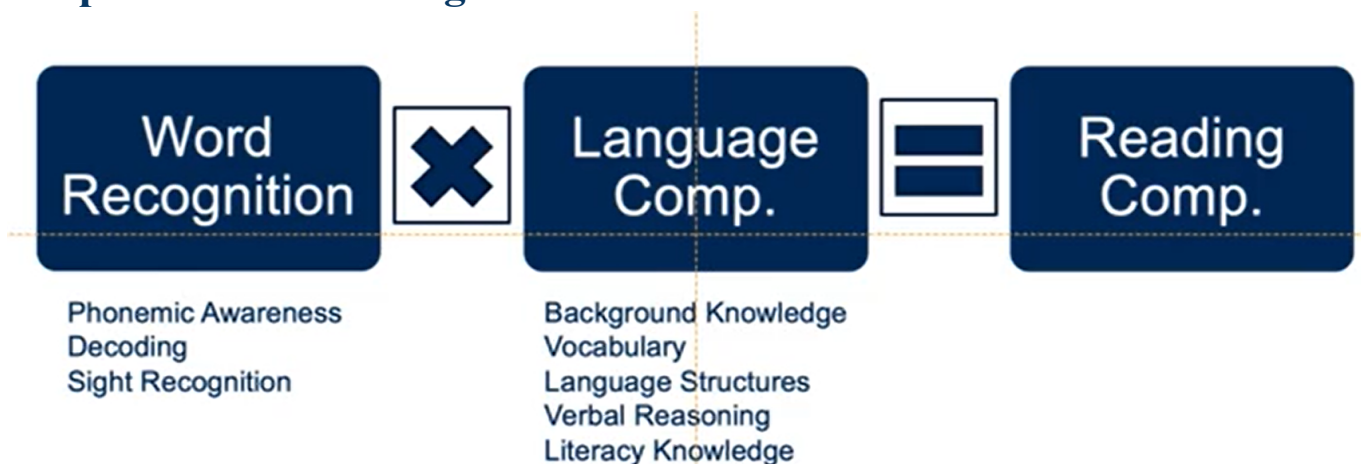 Word
Recognition
Language
Comp.
Reading
Comp.
Phonemic Awareness
Decoding
Sight Recognition
Background Knowledge
Vocabulary
Language Structures
Verbal Reasoning
Literacy Knowledge